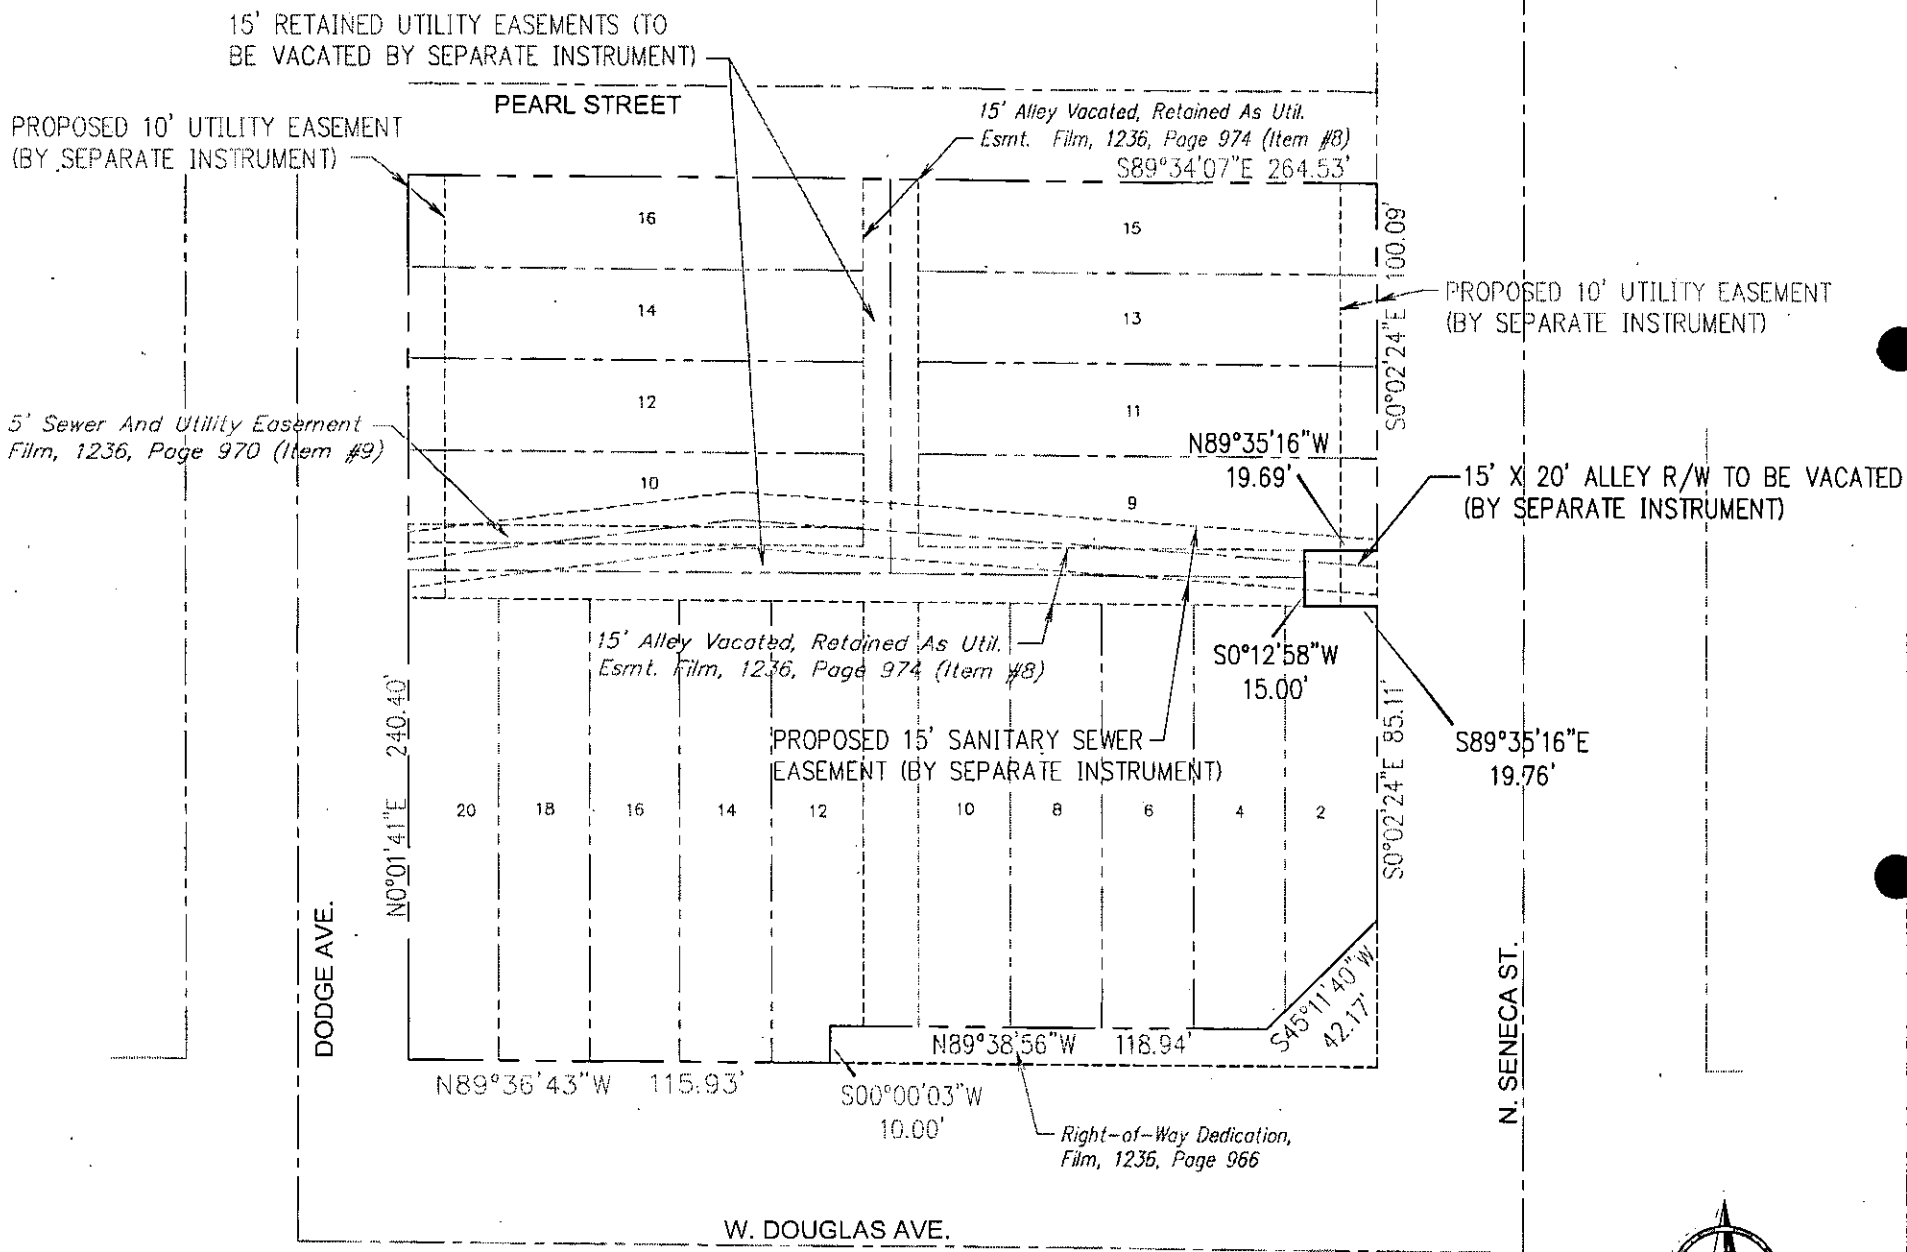 15' RETAINED UTILITY EASEMENTS (TO
BE VACATED BY SEPARATE INSTRUMENT)
PEARL STREET
15' Alley Vacated, Retained As Util.
Esmt. Film, 1236, Page 974 (Item #8)
S89°34'07"E 264.53'
PROPOSED 10' UTILITY EASEMENT
(BY SEPARATE INSTRUMENT)
16
15
S0°02'24"E 100.09'
14
13
PROPOSED 10' UTILITY EASEMENT
(BY SEPARATE INSTRUMENT)
12
11
5' Sewer And Utility Easement
Film, 1236, Page 970 (Item #9)
N89°35'16"W
19.69'
15' X 20' ALLEY R/W TO BE VACATED
(BY SEPARATE INSTRUMENT)
10
9
15' Alley Vacated, Retained As Util.
Esmt. Film, 1236, Page 974 (Item #8)
S0°12'58"W
15.00'
N0°01'41"E 240.40'
PROPOSED 15' SANITARY SEWER
EASEMENT (BY SEPARATE INSTRUMENT)
S0°02'24"E 85.11'
S89°35'16"E
19.76'
20
18
16
14
12
10
8
6
4
2
DODGE AVE.
N. SENECA ST.
S45°11'40"W
42.17'
N89°38'56"W 118.94'
N89°36'43"W 115.93'
S00°00'03"W
10.00'
Right-of-Way Dedication,
Film, 1236, Page 966
W. DOUGLAS AVE.